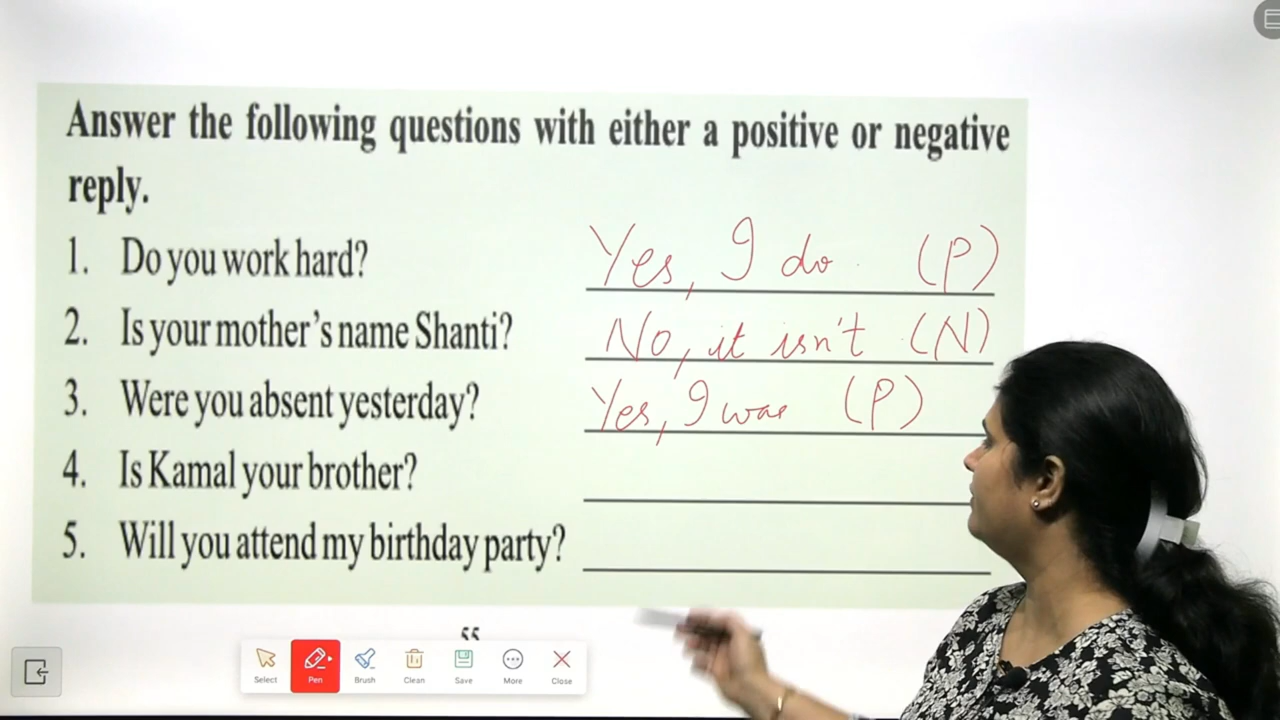 Answer the following questions with either a positive or negative
reply.
1. Do you work hard? Yes, I do. (P)
2. Is your mother's name Shanti? No, it isn't (N)
3. Were you absent yesterday? Yes, I was (P)
4. Is Kamal your brother?
5. Will you attend my birthday party?
55
Select Pen Brush Clean Save More Close